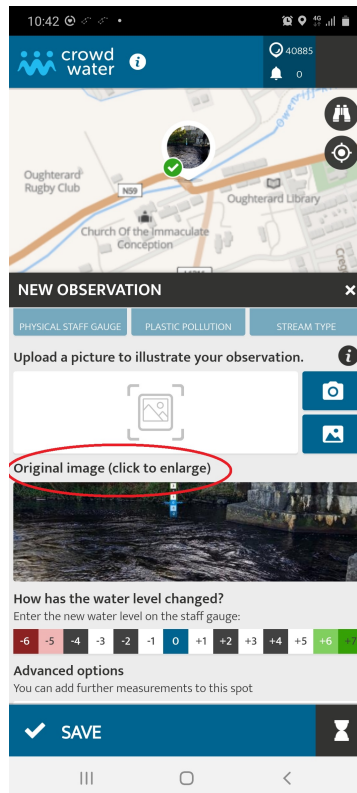 10:42
4G
crowd
water
i
40885
0
Owenriff
Oughterard
Rugby Club
N59
Oughterard Library
Church Of the Immaculate
Conception
Creg
NEW OBSERVATION ×
PHYSICAL STAFF GAUGE PLASTIC POLLUTION STREAM TYPE
Upload a picture to illustrate your observation. i
Original image (click to enlarge)
How has the water level changed?
Enter the new water level on the staff gauge:
-6 -5 -4 -3 -2 -1 0 +1 +2 +3 +4 +5 +6 +7
Advanced options
You can add further measurements to this spot
SAVE